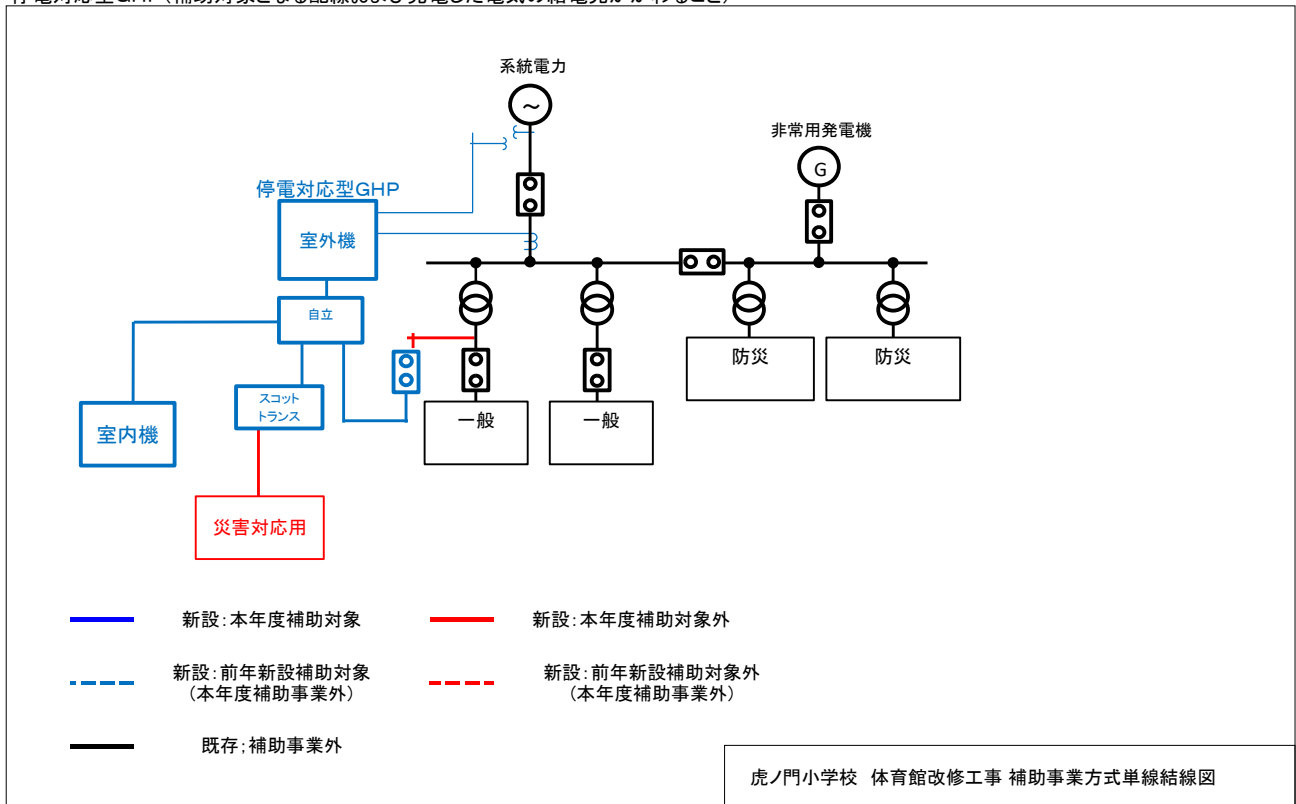 系統電力
～
非常用発電機
G
停電対応型GHP
室外機
自立
防災
防災
スコット
トランス
一般
一般
室内機
災害対応用
新設：本年度補助対象
新設：本年度補助対象外
新設：前年新設補助対象
（本年度補助事業外）
新設：前年新設補助対象外
（本年度補助事業外）
既存；補助事業外
虎ノ門小学校 体育館改修工事 補助事業方式単線結線図